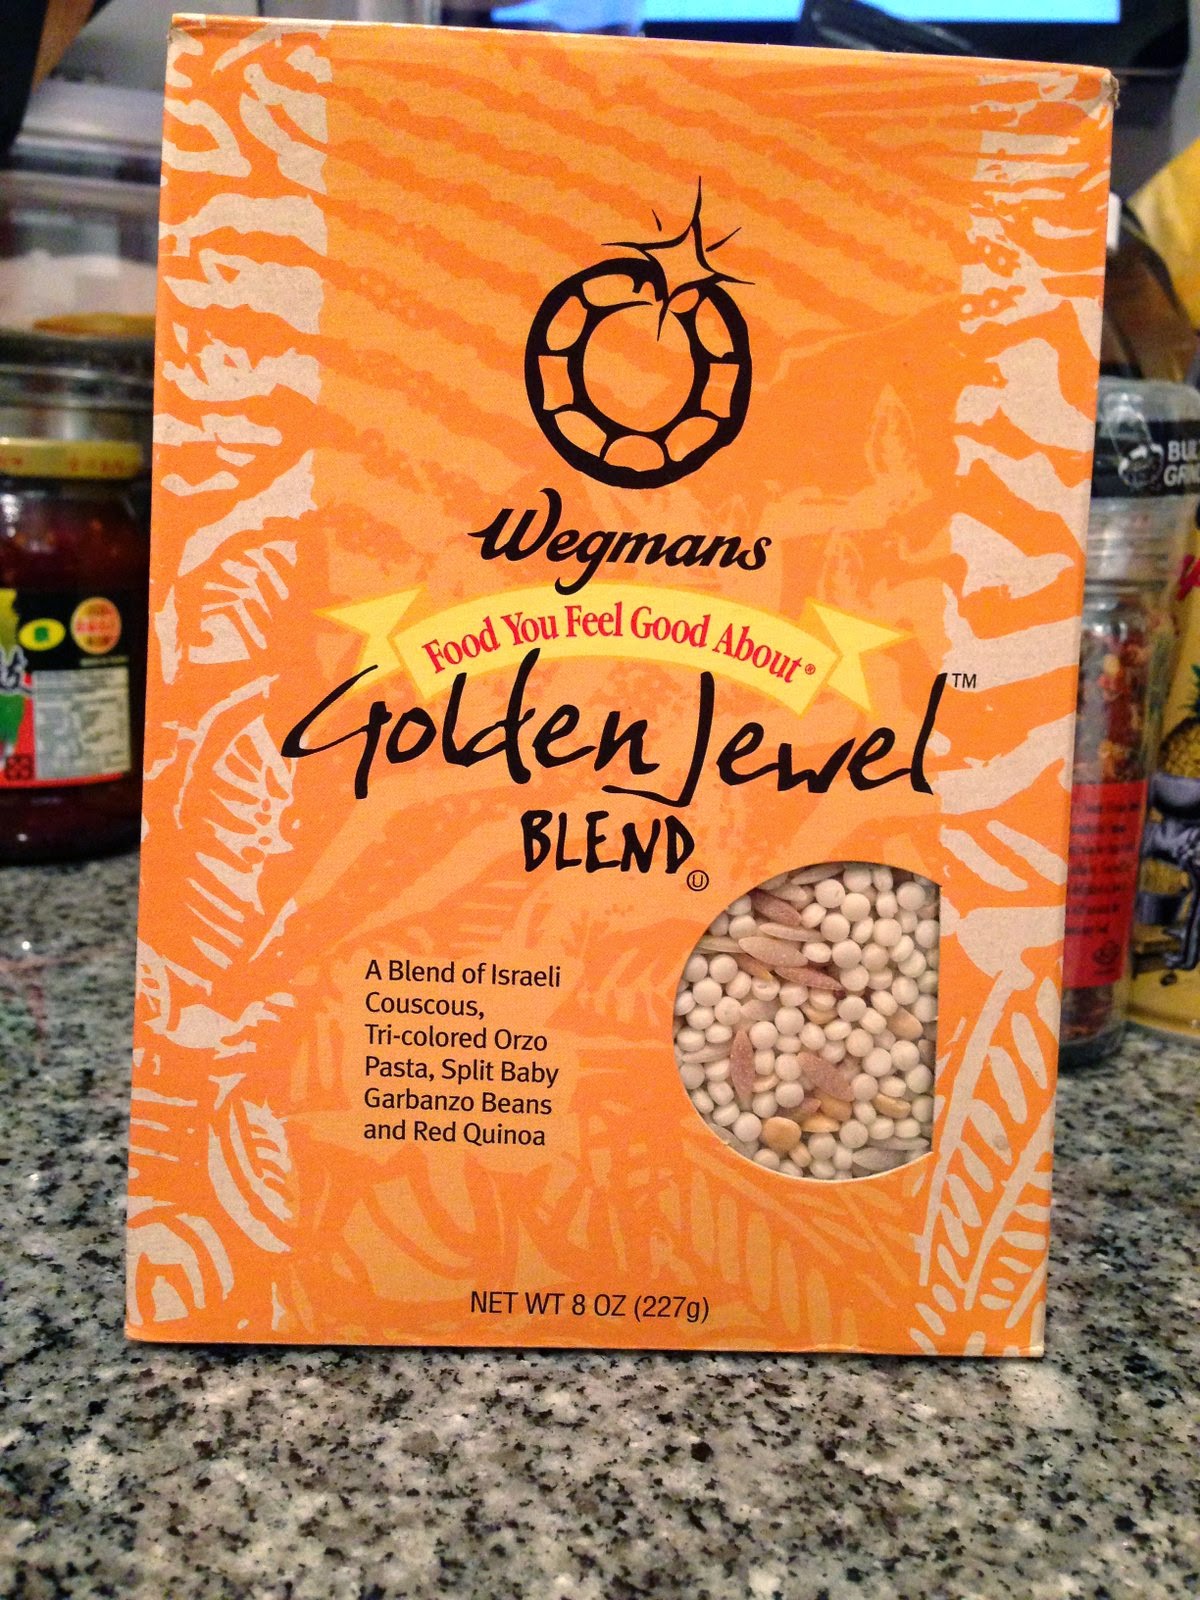 Wegmans
Food You Feel Good About®
Golden Jewel™
BLEND
Ⓤ
A Blend of Israeli
Couscous,
Tri-colored Orzo
Pasta, Split Baby
Garbanzo Beans
and Red Quinoa
NET WT 8 OZ (227g)